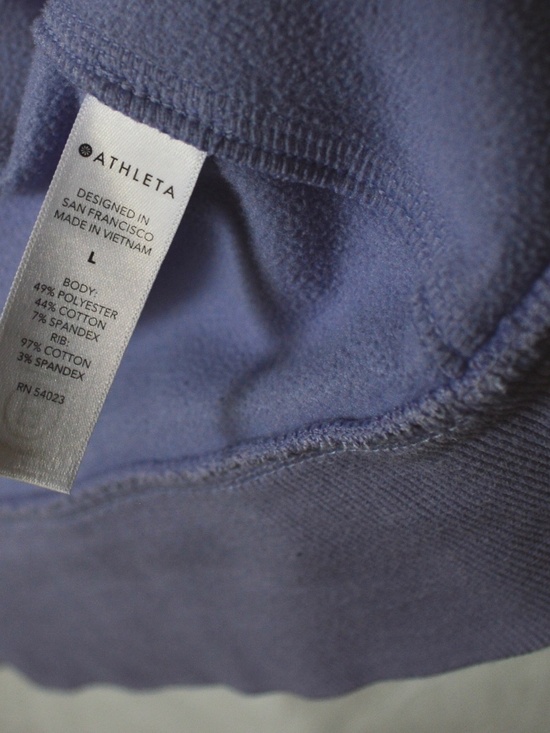 ATHLETA
DESIGNED IN
SAN FRANCISCO
MADE IN VIETNAM
L
BODY:
49% POLYESTER
44% COTTON
7% SPANDEX
RIB:
97% COTTON
3% SPANDEX
RN 54023